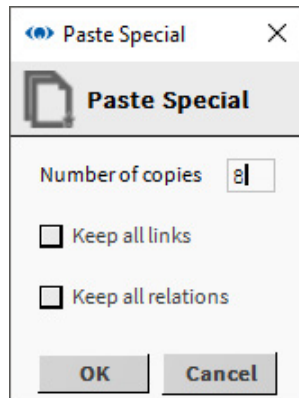 Paste Special
Paste Special
Number of copies 8
Keep all links
Keep all relations
OK Cancel